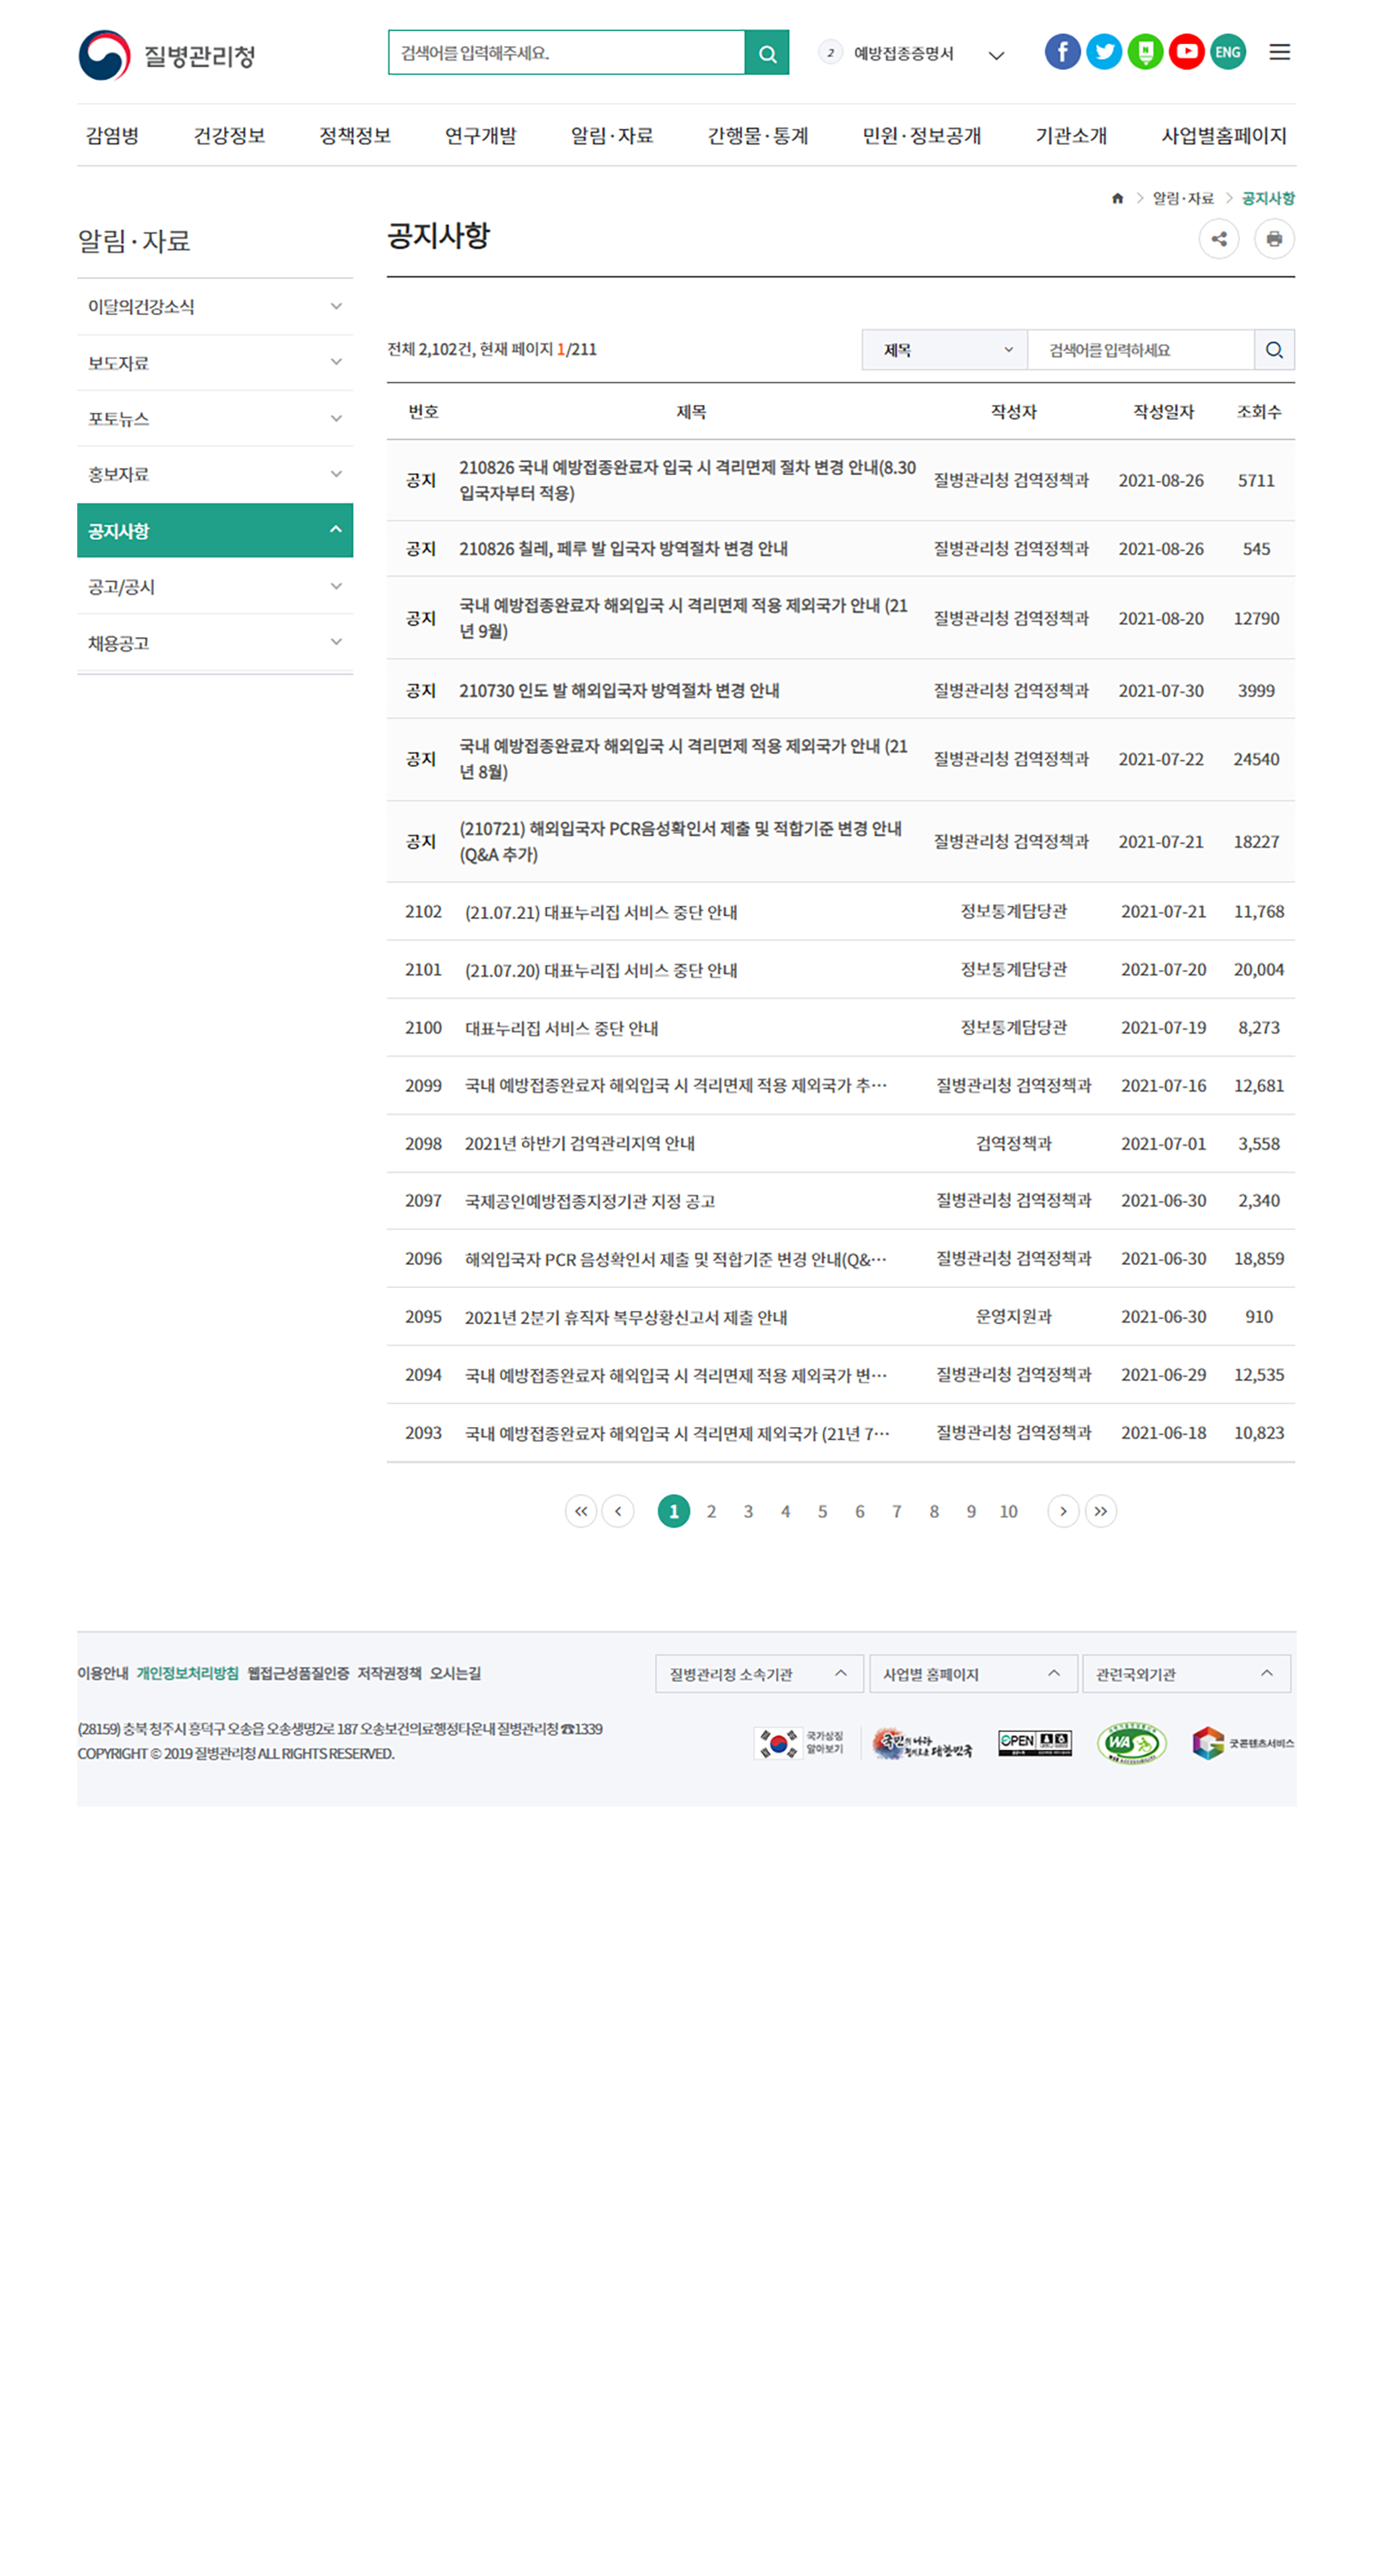 질병관리청
검색어를 입력해주세요.
2 예방접종증명서
ENG
감염병 건강정보 정책정보 연구개발 알림·자료 간행물·통계 민원·정보공개 기관소개 사업별홈페이지
알림·자료 공지사항
알림·자료
이달의건강소식
보도자료
포토뉴스
홍보자료
공지사항
공고/공시
채용공고
공지사항
전체 2,102건, 현재 페이지 1/211
제목 검색어를 입력하세요
번호 제목 작성자 작성일자 조회수
공지 210826 국내 예방접종완료자 입국 시 격리면제 절차 변경 안내(8.30
입국자부터 적용) 질병관리청 검역정책과 2021-08-26 5711
공지 210826 칠레, 페루 발 입국자 방역절차 변경 안내 질병관리청 검역정책과 2021-08-26 545
공지 국내 예방접종완료자 해외입국 시 격리면제 적용 제외국가 안내 (21
년 9월) 질병관리청 검역정책과 2021-08-20 12790
공지 210730 인도 발 해외입국자 방역절차 변경 안내 질병관리청 검역정책과 2021-07-30 3999
공지 국내 예방접종완료자 해외입국 시 격리면제 적용 제외국가 안내 (21
년 8월) 질병관리청 검역정책과 2021-07-22 24540
공지 (210721) 해외입국자 PCR음성확인서 제출 및 적합기준 변경 안내
(Q&A 추가) 질병관리청 검역정책과 2021-07-21 18227
2102 (21.07.21) 대표누리집 서비스 중단 안내 정보통계담당관 2021-07-21 11,768
2101 (21.07.20) 대표누리집 서비스 중단 안내 정보통계담당관 2021-07-20 20,004
2100 대표누리집 서비스 중단 안내 정보통계담당관 2021-07-19 8,273
2099 국내 예방접종완료자 해외입국 시 격리면제 적용 제외국가 추… 질병관리청 검역정책과 2021-07-16 12,681
2098 2021년 하반기 검역관리지역 안내 검역정책과 2021-07-01 3,558
2097 국제공인예방접종지정기관 지정 공고 질병관리청 검역정책과 2021-06-30 2,340
2096 해외입국자 PCR 음성확인서 제출 및 적합기준 변경 안내(Q&… 질병관리청 검역정책과 2021-06-30 18,859
2095 2021년 2분기 휴직자 복무상황신고서 제출 안내 운영지원과 2021-06-30 910
2094 국내 예방접종완료자 해외입국 시 격리면제 적용 제외국가 변… 질병관리청 검역정책과 2021-06-29 12,535
2093 국내 예방접종완료자 해외입국 시 격리면제 제외국가 (21년 7… 질병관리청 검역정책과 2021-06-18 10,823
1 2 3 4 5 6 7 8 9 10
이용안내 개인정보처리방침 웹접근성품질인증 저작권정책 오시는길
질병관리청 소속기관 사업별 홈페이지 관련국외기관
(28159) 충북 청주시 흥덕구 오송읍 오송생명2로 187 오송보건의료행정타운내 질병관리청 ☎1339
COPYRIGHT © 2019 질병관리청 ALL RIGHTS RESERVED.
국가상징
알아보기
국민의 나라
정의로운 대한민국
OPEN
WA
굿콘텐츠서비스